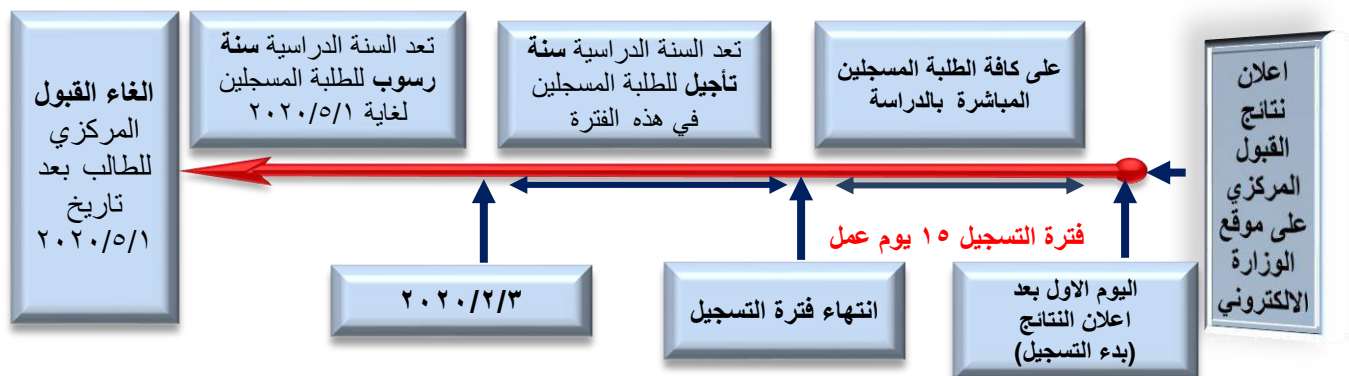 اعلان
نتائج
القبول
المركزي
على موقع
الوزارة
الالكتروني
على كافة الطلبة المسجلين
المباشرة بالدراسة
تعد السنة الدراسية سنة
تأجيل للطلبة المسجلين
في هذه الفترة
تعد السنة الدراسية سنة
رسوب للطلبة المسجلين
لغاية ٢٠٢٠/٥/١
الغاء القبول
المركزي
للطالب بعد
تاريخ
٢٠٢٠/٥/١
فترة التسجيل ١٥ يوم عمل
اليوم الاول بعد
اعلان النتائج
(بدء التسجيل)
انتهاء فترة التسجيل
٢٠٢٠/٢/٣